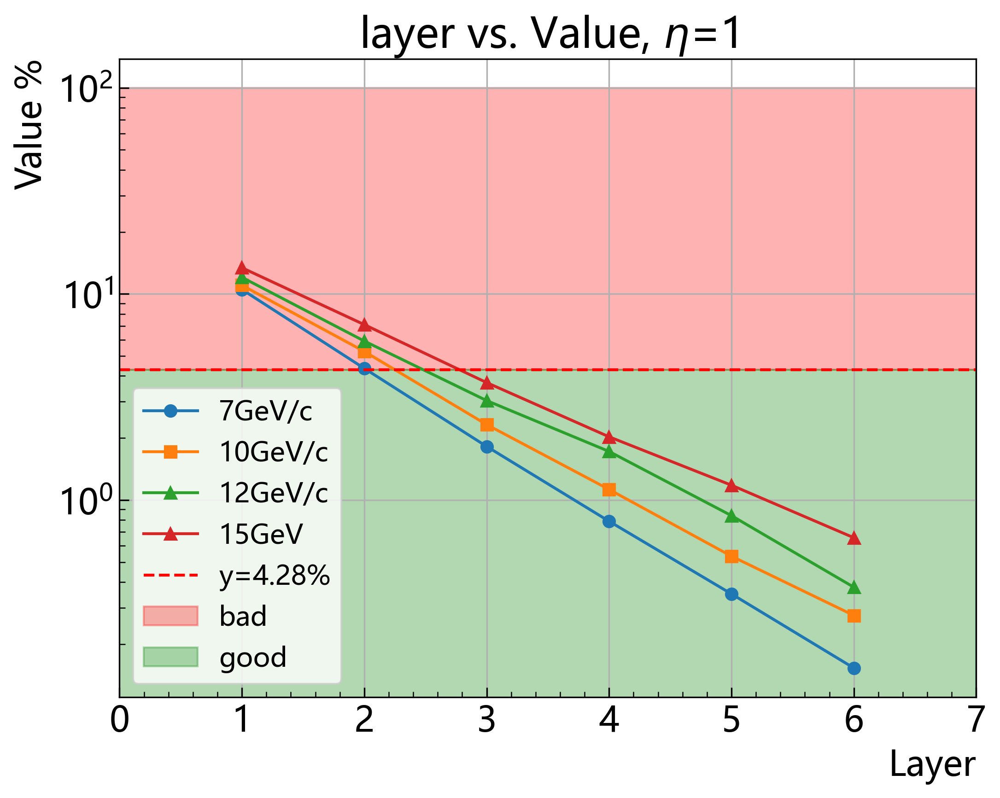 layer vs. Value, η=1
Value %
10²
10¹
10⁰
7GeV/c
10GeV/c
12GeV/c
15GeV
y=4.28%
bad
good
0 1 2 3 4 5 6 7
Layer